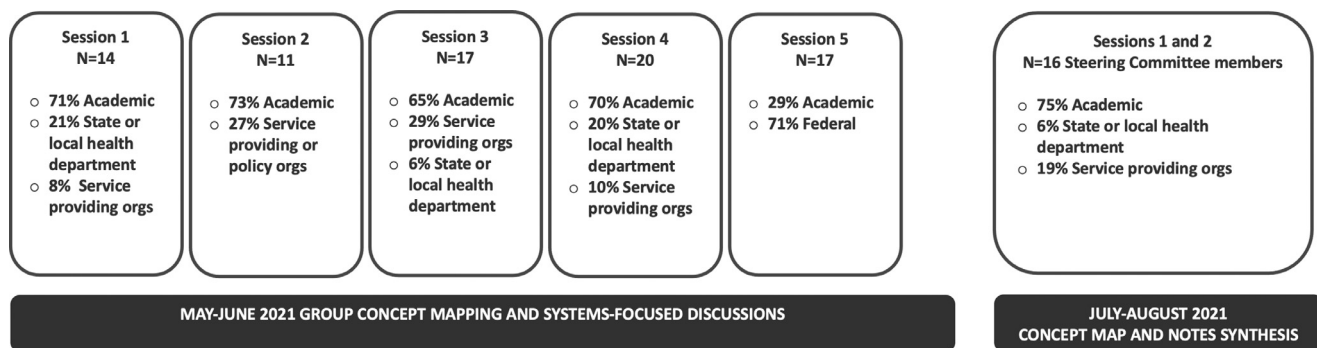 Session 1
N=14
○ 71% Academic
○ 21% State or
local health
department
○ 8% Service
providing orgs
Session 2
N=11
○ 73% Academic
○ 27% Service
providing or
policy orgs
Session 3
N=17
○ 65% Academic
○ 29% Service
providing orgs
○ 6% State or
local health
department
Session 4
N=20
○ 70% Academic
○ 20% State or
local health
department
○ 10% Service
providing orgs
Session 5
N=17
○ 29% Academic
○ 71% Federal
Sessions 1 and 2
N=16 Steering Committee members
○ 75% Academic
○ 6% State or local health
department
○ 19% Service providing orgs
MAY-JUNE 2021 GROUP CONCEPT MAPPING AND SYSTEMS-FOCUSED DISCUSSIONS
JULY-AUGUST 2021
CONCEPT MAP AND NOTES SYNTHESIS